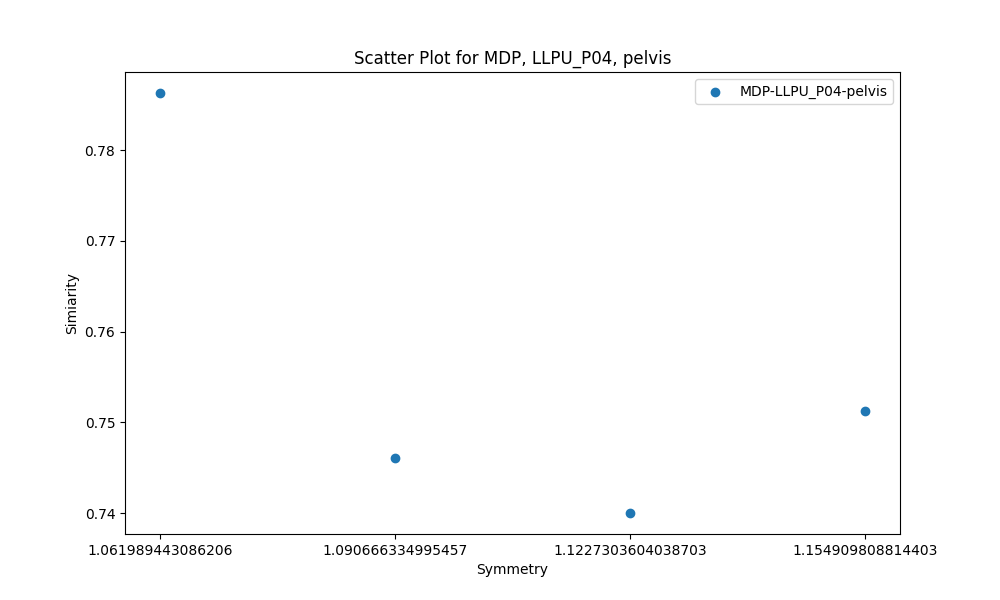 Scatter Plot for MDP, LLPU_P04, pelvis
MDP-LLPU_P04-pelvis
Simiarity
0.78
0.77
0.76
0.75
0.74
1.061989443086206
1.090666334995457
1.1227303604038703
1.154909808814403
Symmetry